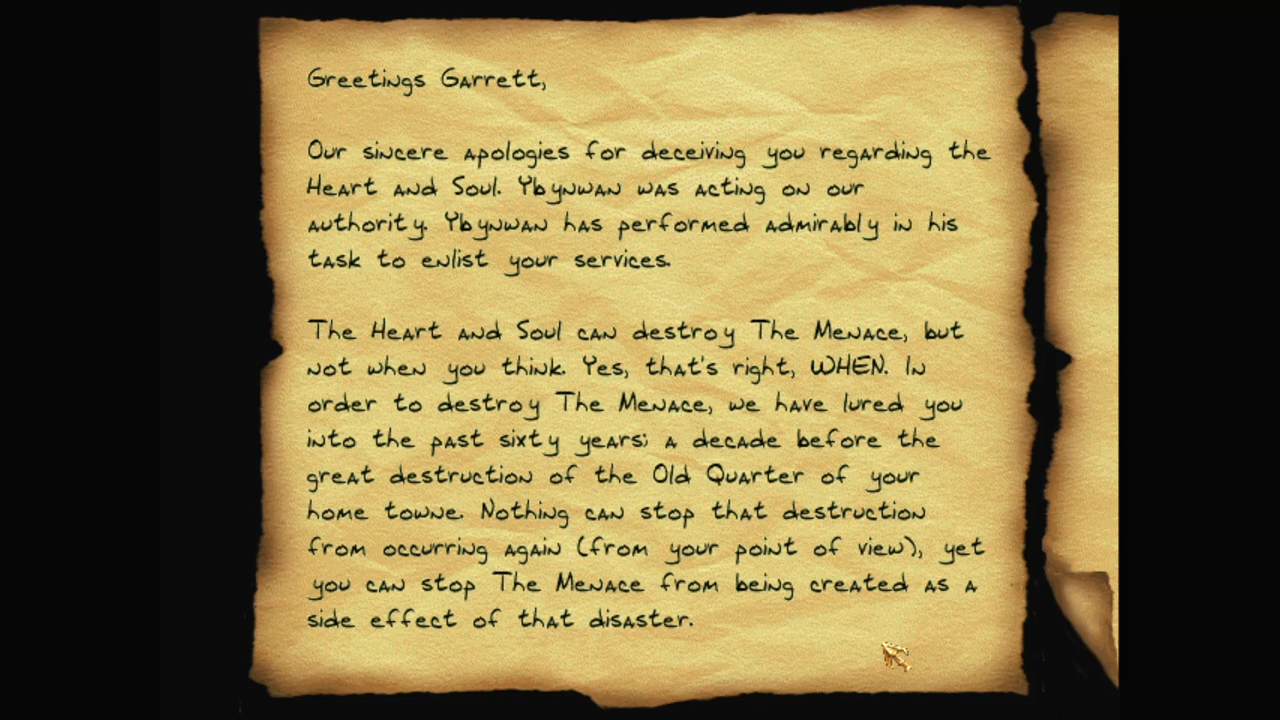 Greetings Garrett,
Our sincere apologies for deceiving you regarding the
Heart and Soul. Ybynwan was acting on our
authority. Ybynwan has performed admirably in his
task to enlist your services.
The Heart and Soul can destroy The Menace, but
not when you think. Yes, that's right, WHEN. In
order to destroy The Menace, we have lured you
into the past sixty years; a decade before the
great destruction of the Old Quarter of your
home towne. Nothing can stop that destruction
from occurring again (from your point of view), yet
you can stop The Menace from being created as a
side effect of that disaster.